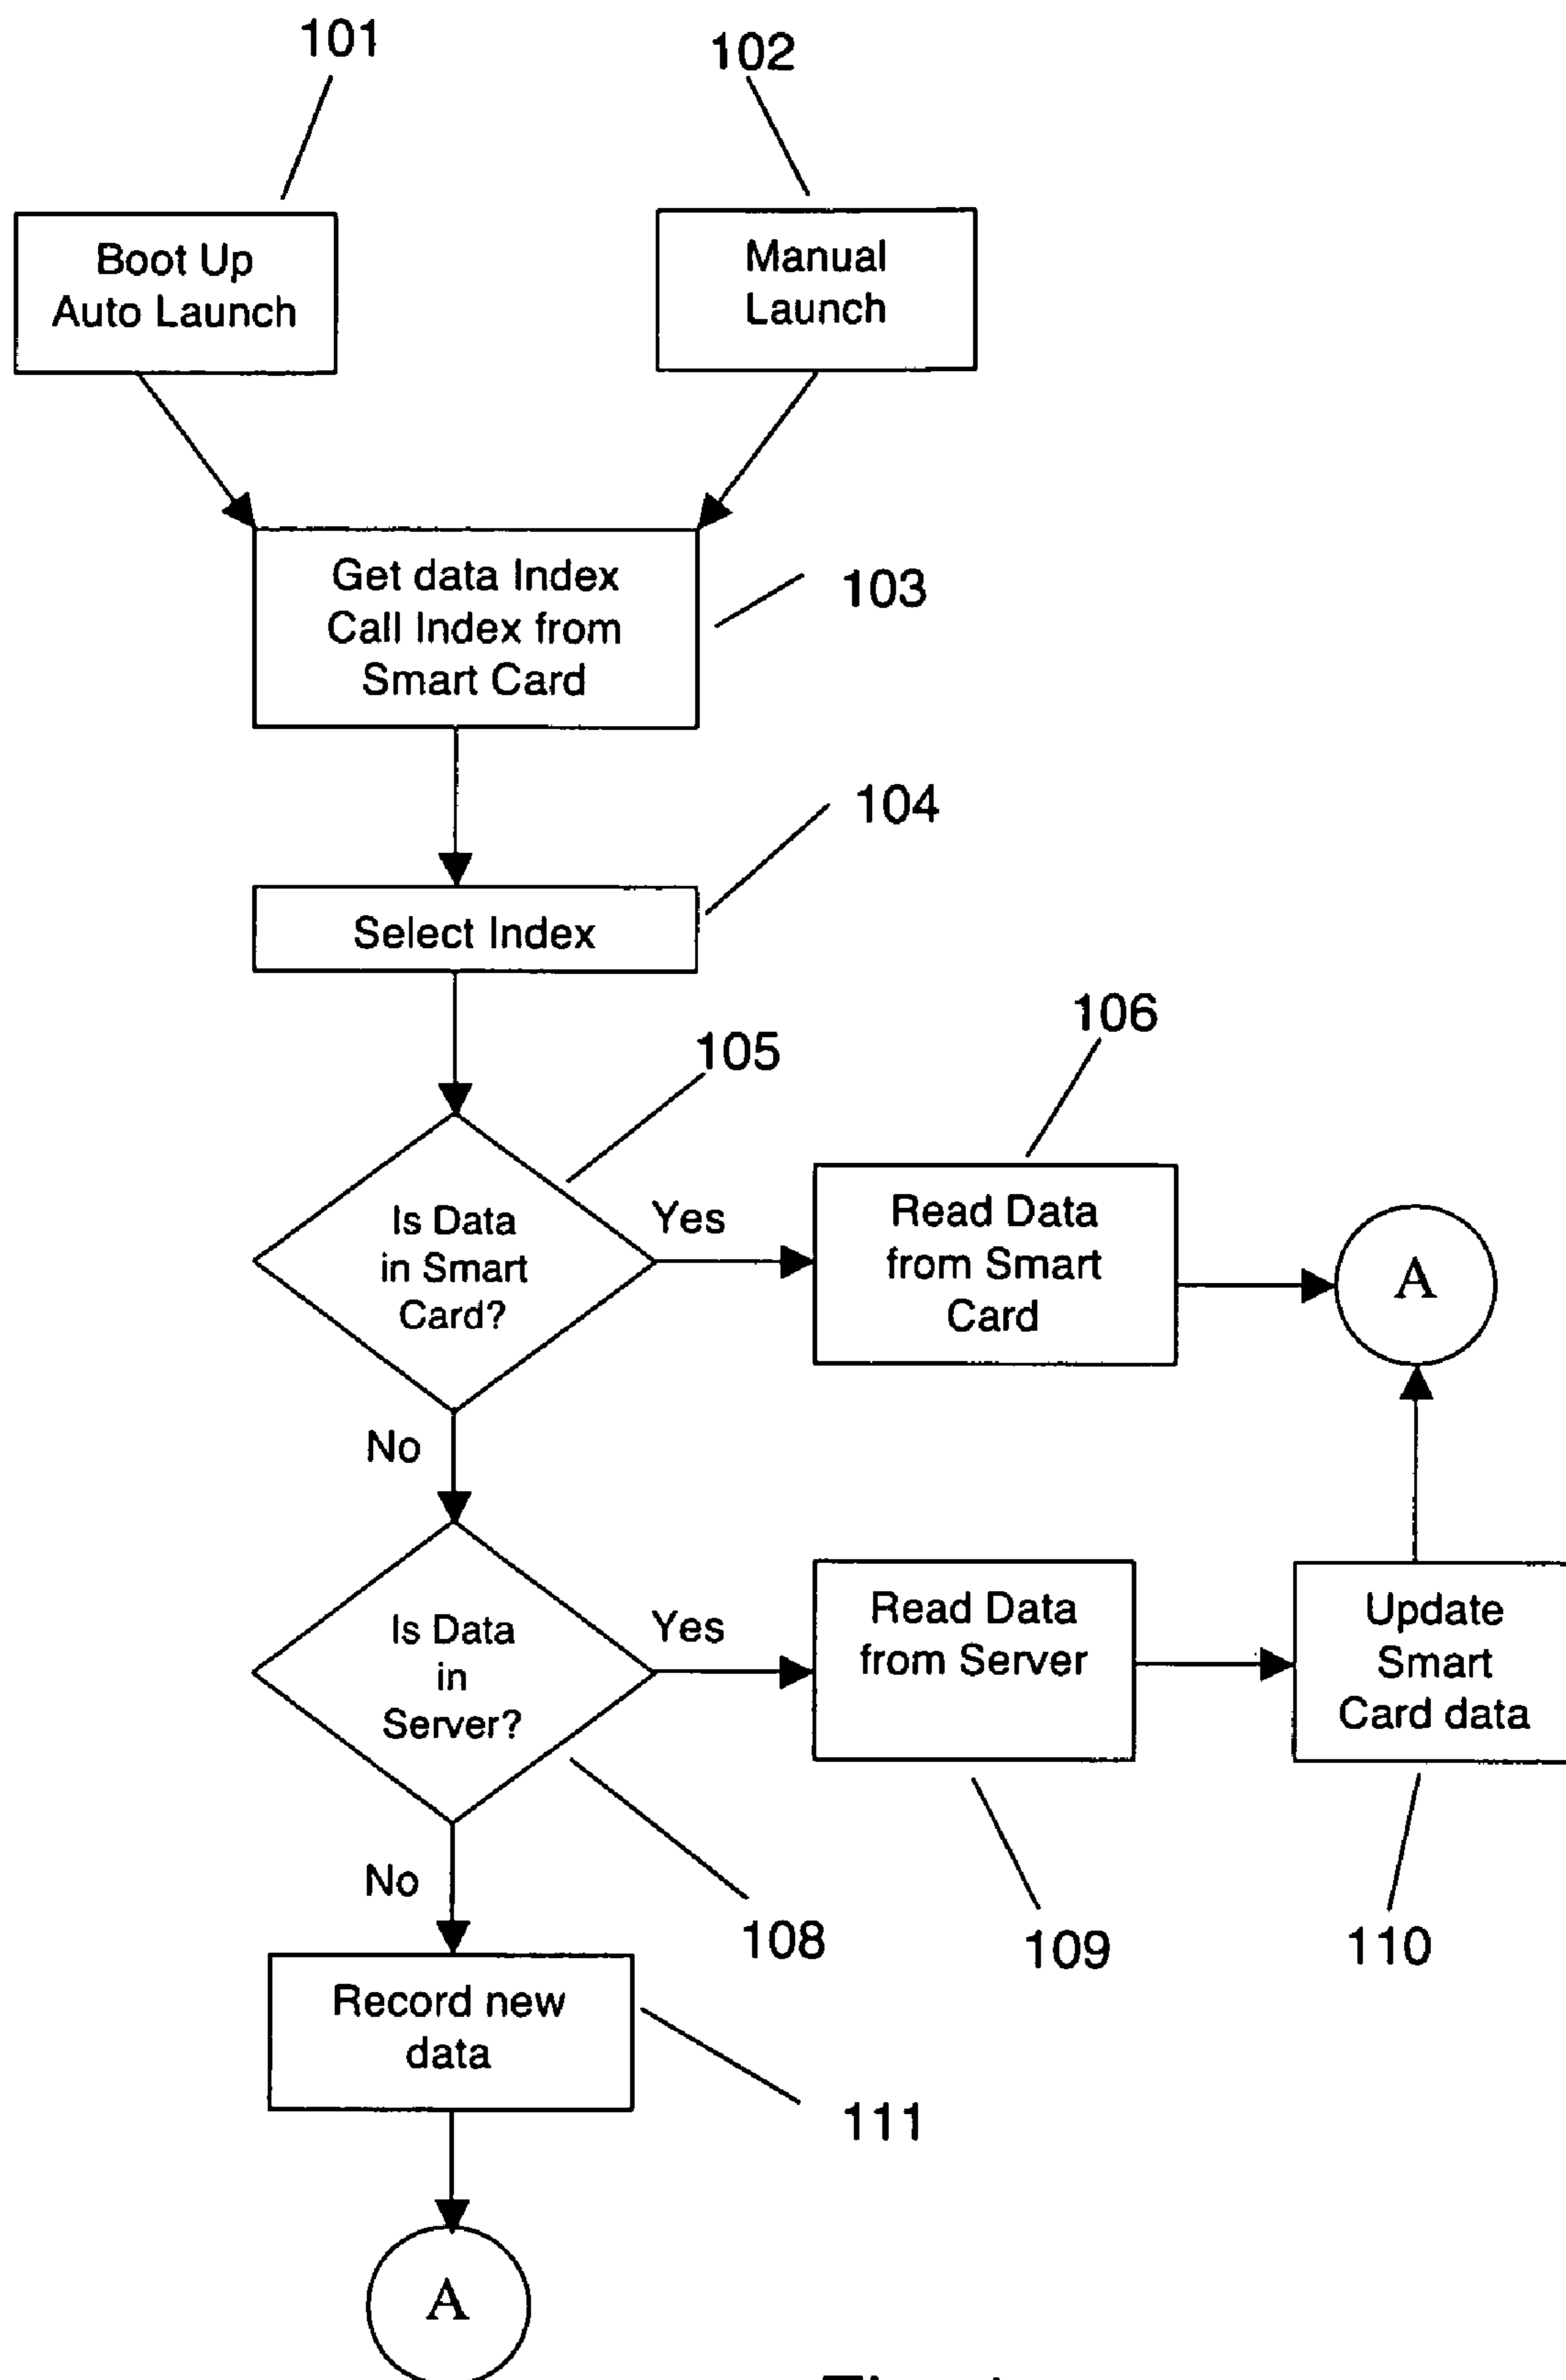 101
102
Boot Up
Auto Launch
Manual
Launch
Get data Index
Call Index from
Smart Card
103
104
Select Index
105
106
Is Data
in Smart
Card?
Yes
Read Data
from Smart
Card
A
No
Is Data
in
Server?
Yes
Read Data
from Server
Update
Smart
Card data
No
108
109
110
Record new
data
111
A